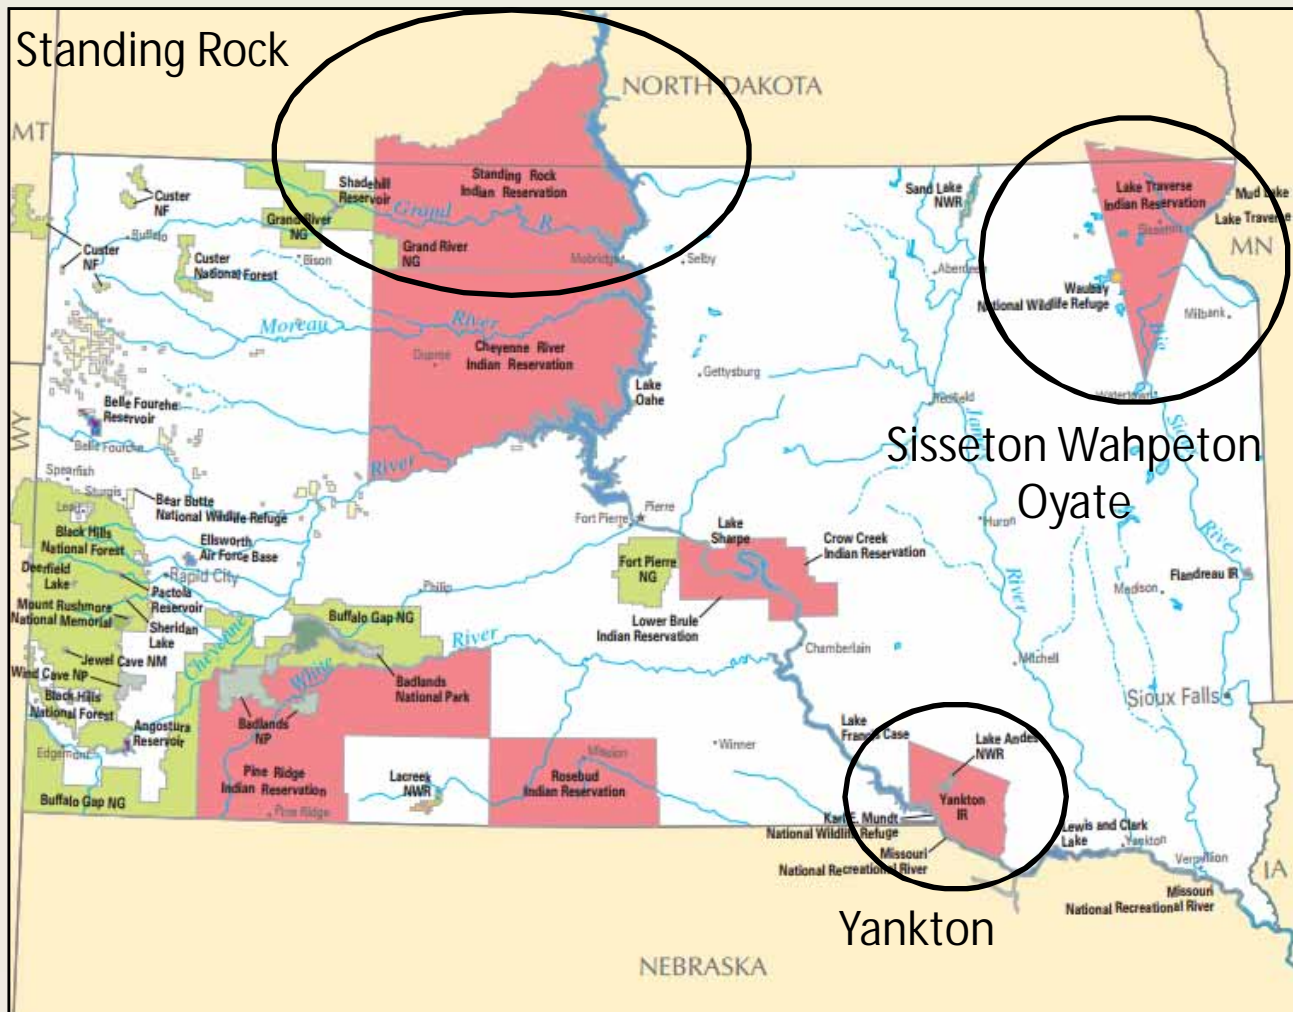 Standing Rock
NORTH DAKOTA
MT
Standing Rock
Indian Reservation
Shadehill
Reservoir
Grand
R
Grand River
NG
Grand River
NG
Custer
NF
Buffalo
Custer
NF
Custer
National Forest
Bison
Mobridge
Selby
Sand Lake
NWR
Aberdeen
Lake Traverse
Indian Reservation
Sisseton
Mud Lake
Lake Traverse
MN
Waubay
National Wildlife Refuge
Milbank
Big
Moreau
River
Dupree
Cheyenne River
Indian Reservation
Lake
Oahe
Gettysburg
Redfield
Watertown
Sioux
River
James
River
Sisseton Wahpeton
Oyate
WY
Belle Fourche
Reservoir
Belle Fourche
Spearfish
Sturgis
Lead
Bear Butte
National Wildlife Refuge
River
Black Hills
National Forest
Ellsworth
Air Force Base
Deerfield
Lake
Rapid City
Pactola
Reservoir
Mount Rushmore
National Memorial
Sheridan
Lake
Cheyenne
Jewel Cave NM
Wind Cave NP
Black Hills
National Forest
Angostura
Reservoir
Edgemont
Buffalo Gap NG
Philip
Buffalo Gap NG
White
River
Badlands
National Park
Badlands
NP
Pine Ridge
Indian Reservation
Pine Ridge
Lacreek
NWR
Mission
Rosebud
Indian Reservation
Fort Pierre
Pierre
Fort Pierre
NG
Lake
Sharpe
Crow Creek
Indian Reservation
Lower Brule
Indian Reservation
Chamberlain
Huron
Madison
Flandreau IR
Mitchell
Sioux Falls
Winner
Lake
Francis Case
Lake Andes
NWR
Yankton
IR
Karl E. Mundt
National Wildlife Refuge
Missouri
National Recreational River
Lewis and Clark
Lake
Yankton
Vermillion
Missouri
National Recreational River
IA
Yankton
NEBRASKA